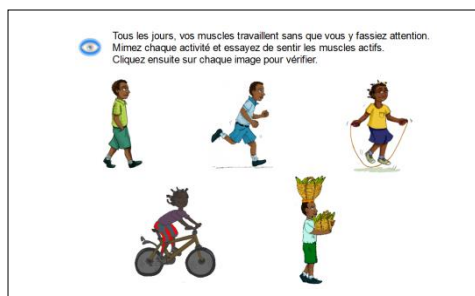 Tous les jours, vos muscles travaillent sans que vous y fassiez attention.
Mimez chaque activité et essayez de sentir les muscles actifs.
Cliquez ensuite sur chaque image pour vérifier.